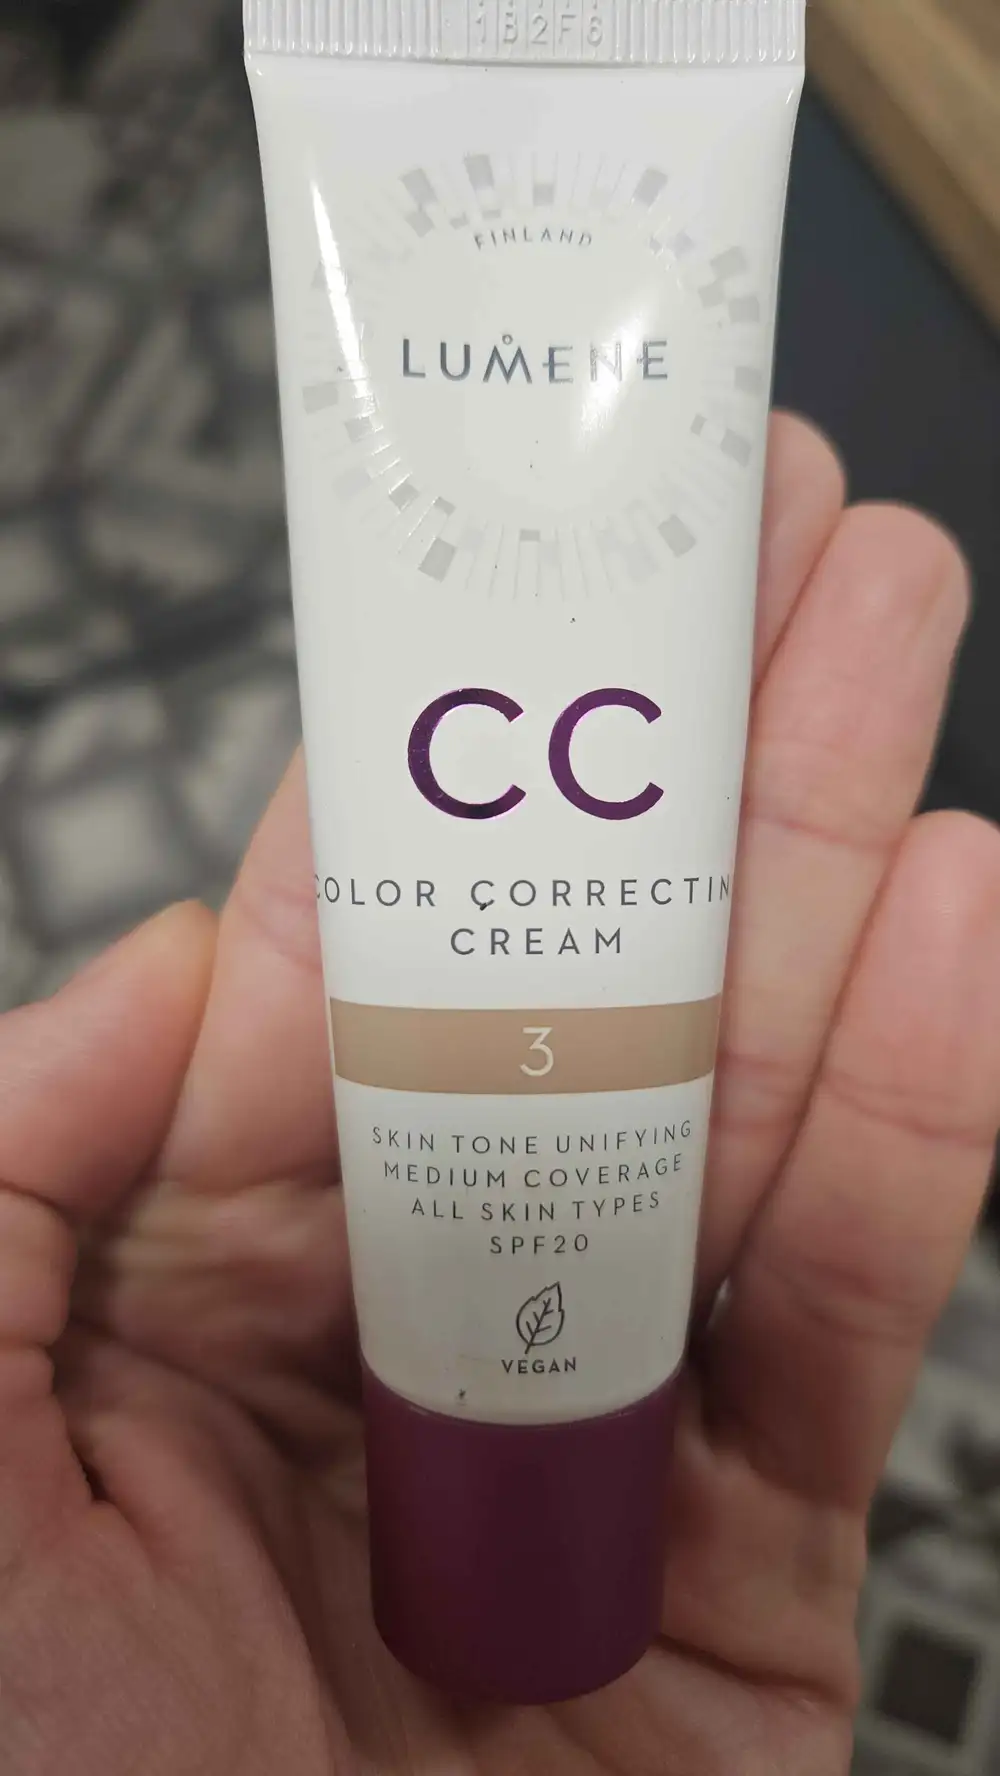 1B2F6
FINLAND
LUMENE
CC
COLOR CORRECTIN
CREAM
3
SKIN TONE UNIFYING
MEDIUM COVERAGE
ALL SKIN TYPES
SPF20
VEGAN